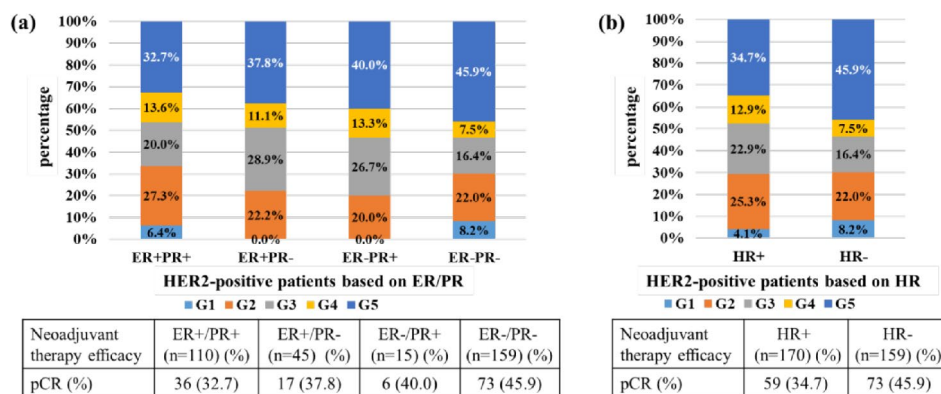 (a)
100%
90%
80%
70%
60%
50%
40%
30%
20%
10%
0%
percentage
32.7%
13.6%
20.0%
27.3%
6.4%
37.8%
11.1%
28.9%
22.2%
0.0%
40.0%
13.3%
26.7%
20.0%
0.0%
45.9%
7.5%
16.4%
22.0%
8.2%
ER+PR+ ER+PR- ER-PR+ ER-PR-
HER2-positive patients based on ER/PR
G1 G2 G3 G4 G5
Neoadjuvant therapy efficacy
ER+/PR+ (n=110) (%)
ER+/PR- (n=45) (%)
ER-/PR+ (n=15) (%)
ER-/PR- (n=159) (%)
pCR (%) 36 (32.7) 17 (37.8) 6 (40.0) 73 (45.9)
(b)
100%
90%
80%
70%
60%
50%
40%
30%
20%
10%
0%
percentage
34.7%
12.9%
22.9%
25.3%
4.1%
45.9%
7.5%
16.4%
22.0%
8.2%
HR+ HR-
HER2-positive patients based on HR
G1 G2 G3 G4 G5
Neoadjuvant therapy efficacy
HR+ (n=170) (%)
HR- (n=159) (%)
pCR (%) 59 (34.7) 73 (45.9)